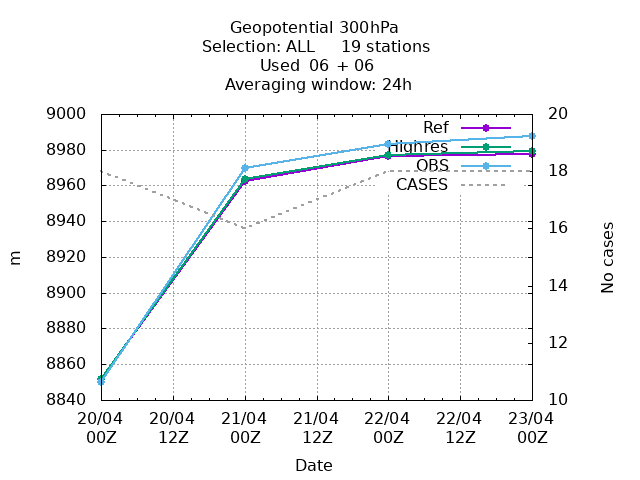 Geopotential 300hPa
Selection: ALL     19 stations
Used  06 + 06
Averaging window: 24h
9000
8980
8960
8940
8920
8900
8880
8860
8840
m
20
18
16
14
12
10
No cases
Ref
Highres
OBS
CASES
20/04 20/04 21/04 21/04 22/04 22/04 23/04
00Z 12Z 00Z 12Z 00Z 12Z 00Z
Date